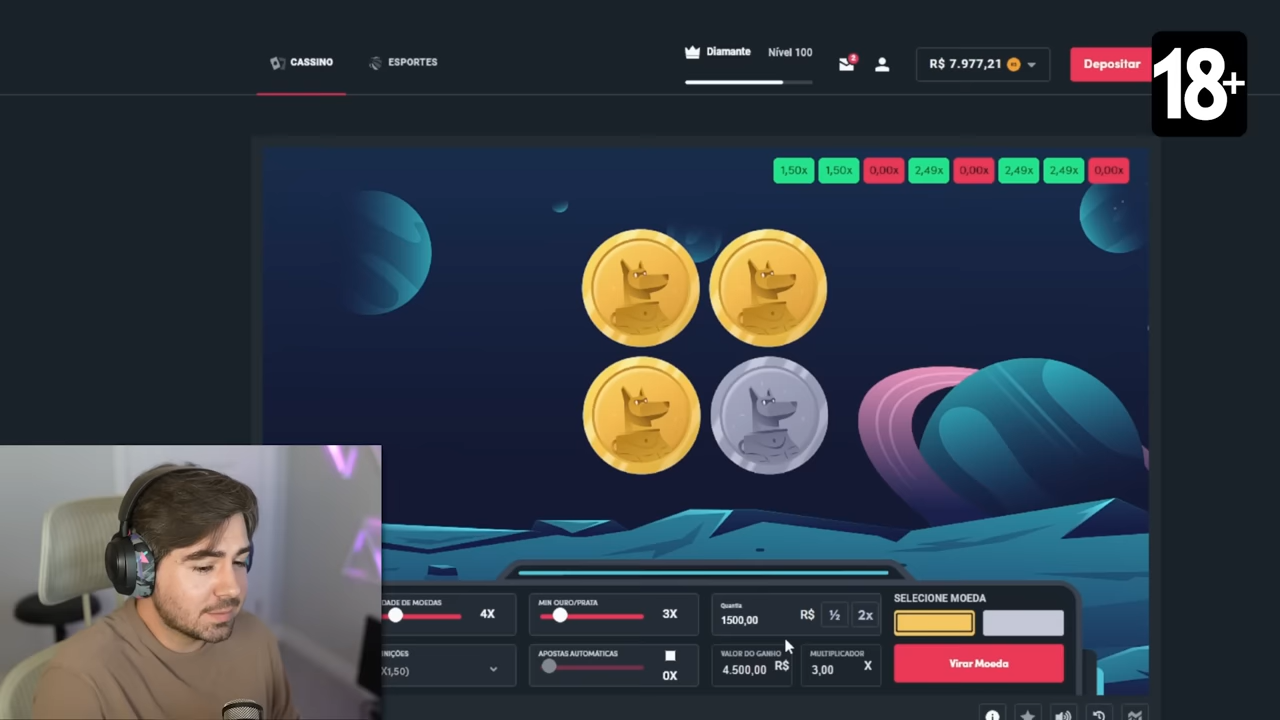 CASSINO
ESPORTES
Diamante Nível 100
2
R$ 7.977,21
Depositar
18+
1,50x 1,50x 0,00x 2,49x 0,00x 2,49x 2,49x 0,00x
DADE DE MOEDAS
4X
MIN OURO/PRATA
3X
Quantia
1500,00
R$ ½ 2x
SELECIONE MOEDA
NIÇÕES
X1,50)
APOSTAS AUTOMÁTICAS
0X
VALOR DO GANHO
4.500,00 R$
MULTIPLICADOR
3,00 X
Virar Moeda